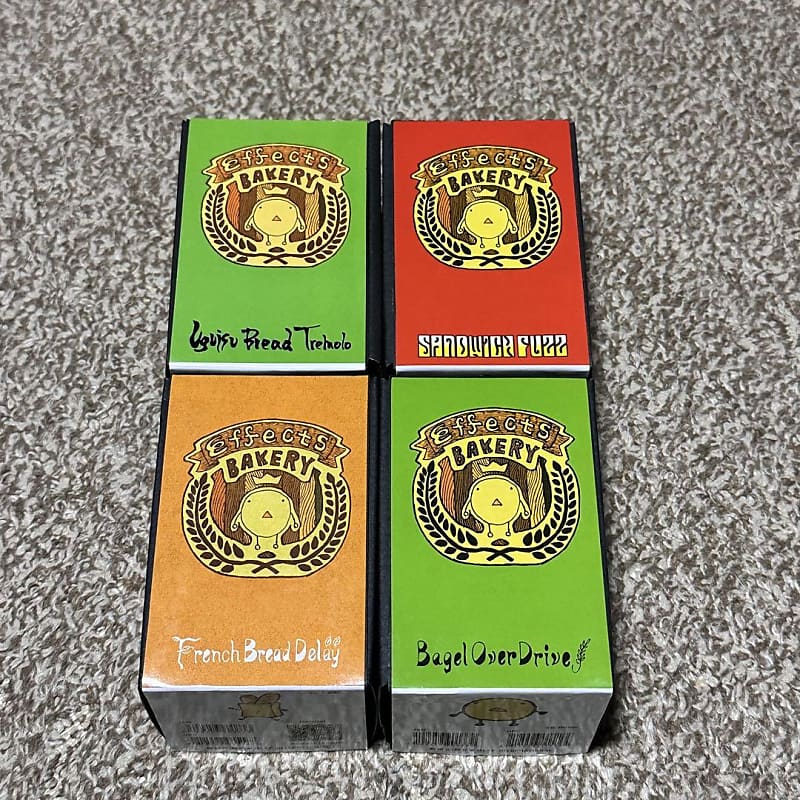 Effects
BAKERY
Uguisu Bread Tremolo
Effects
BAKERY
SANDWICH FUZZ
Effects
BAKERY
French Bread Delay
Effects
BAKERY
Bagel OverDrive